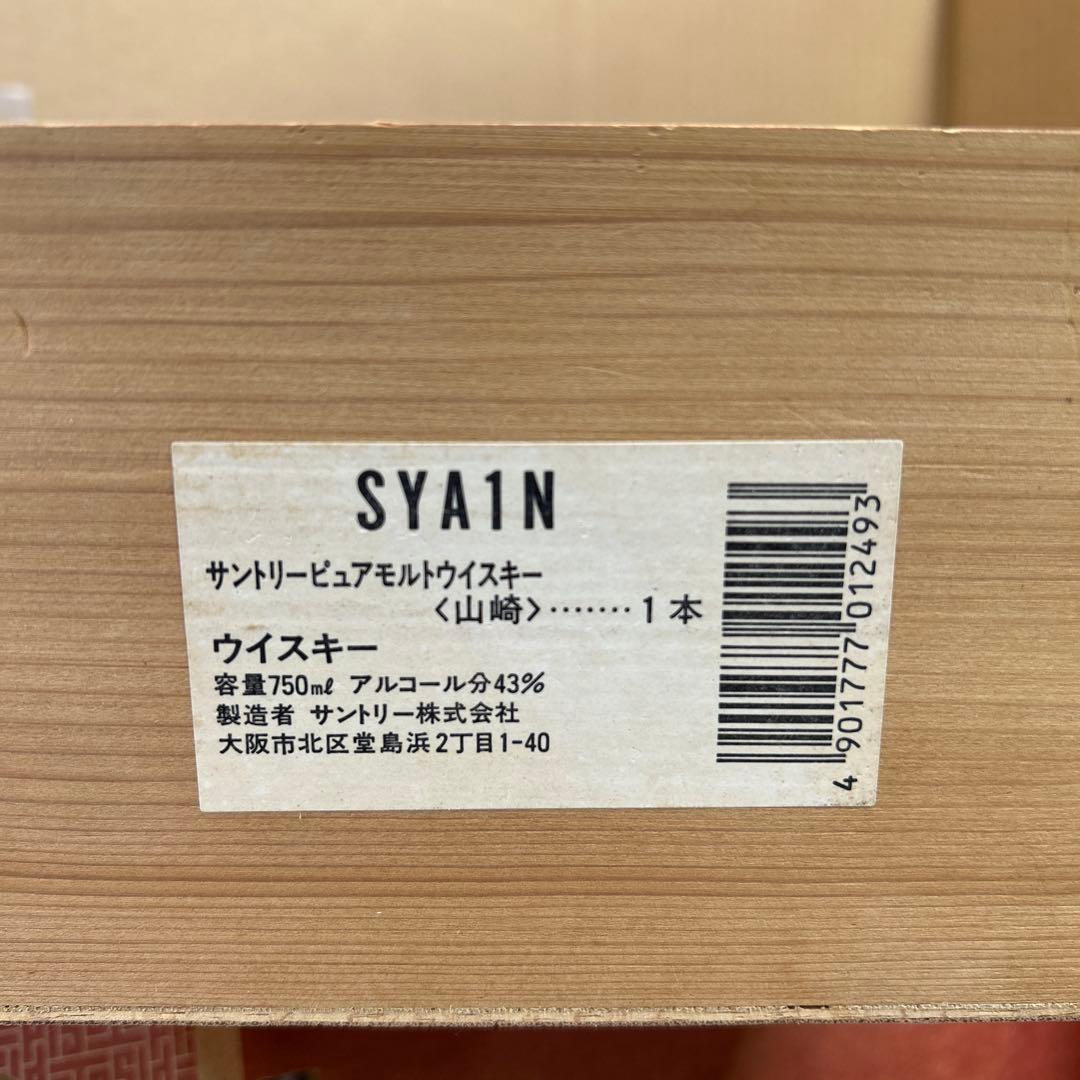 SYA1N
サントリーピュアモルトウイスキー
〈山崎〉‥‥‥‥1本
ウイスキー
容量750㎖ アルコール分43%
製造者 サントリー株式会社
大阪市北区堂島浜2丁目1-40
4 901777 012493